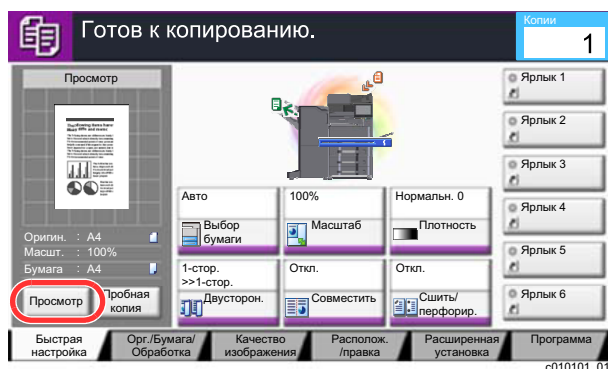 Готов к копированию.
Копии
1
Просмотр
Оригин. : A4
Масшт. : 100%
Бумага : A4
Просмотр
Пробная
копия
Авто
Выбор
бумаги
100%
Масштаб
Нормальн. 0
Плотность
1-стор.
>>1-стор.
Двусторон.
Откл.
Совместить
Откл.
Сшить/
перфорир.
Ярлык 1
Ярлык 2
Ярлык 3
Ярлык 4
Ярлык 5
Ярлык 6
Быстрая
настройка
Орг./Бумага/
Обработка
Качество
изображения
Располож.
/правка
Расширенная
установка
Программа
c010101_01